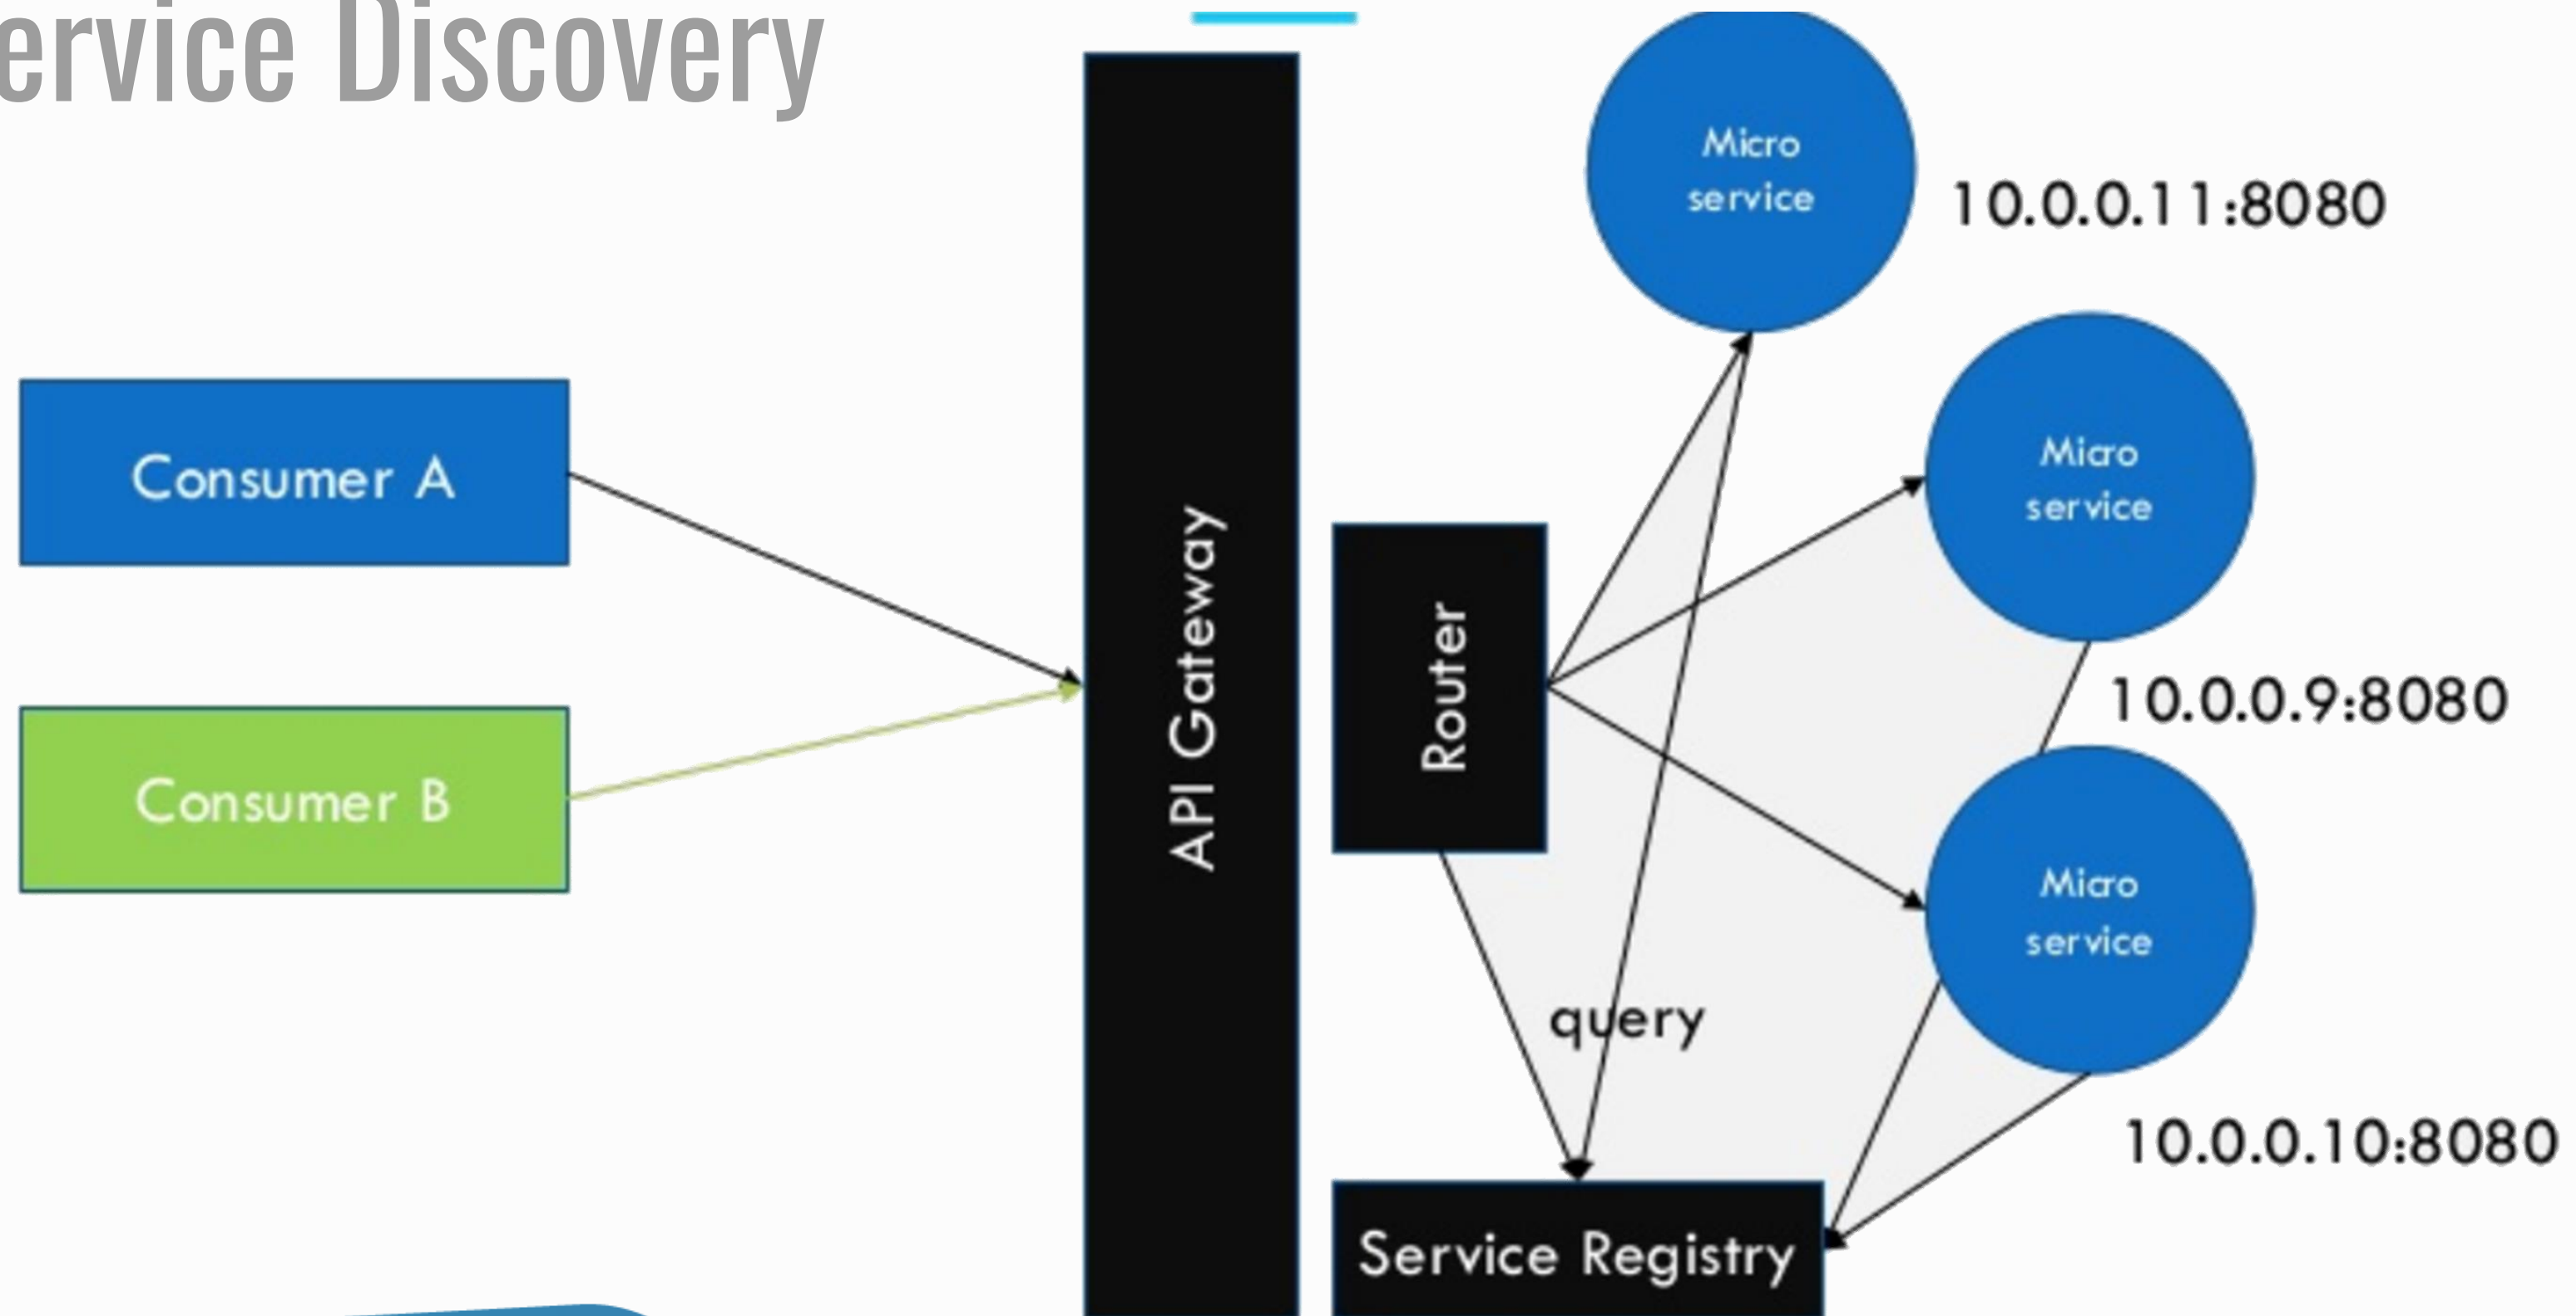 ervice Discovery
Micro
service
10.0.0.11:8080
Consumer A
Micro
service
API Gateway
Router
10.0.0.9:8080
Consumer B
Micro
service
query
10.0.0.10:8080
Service Registry